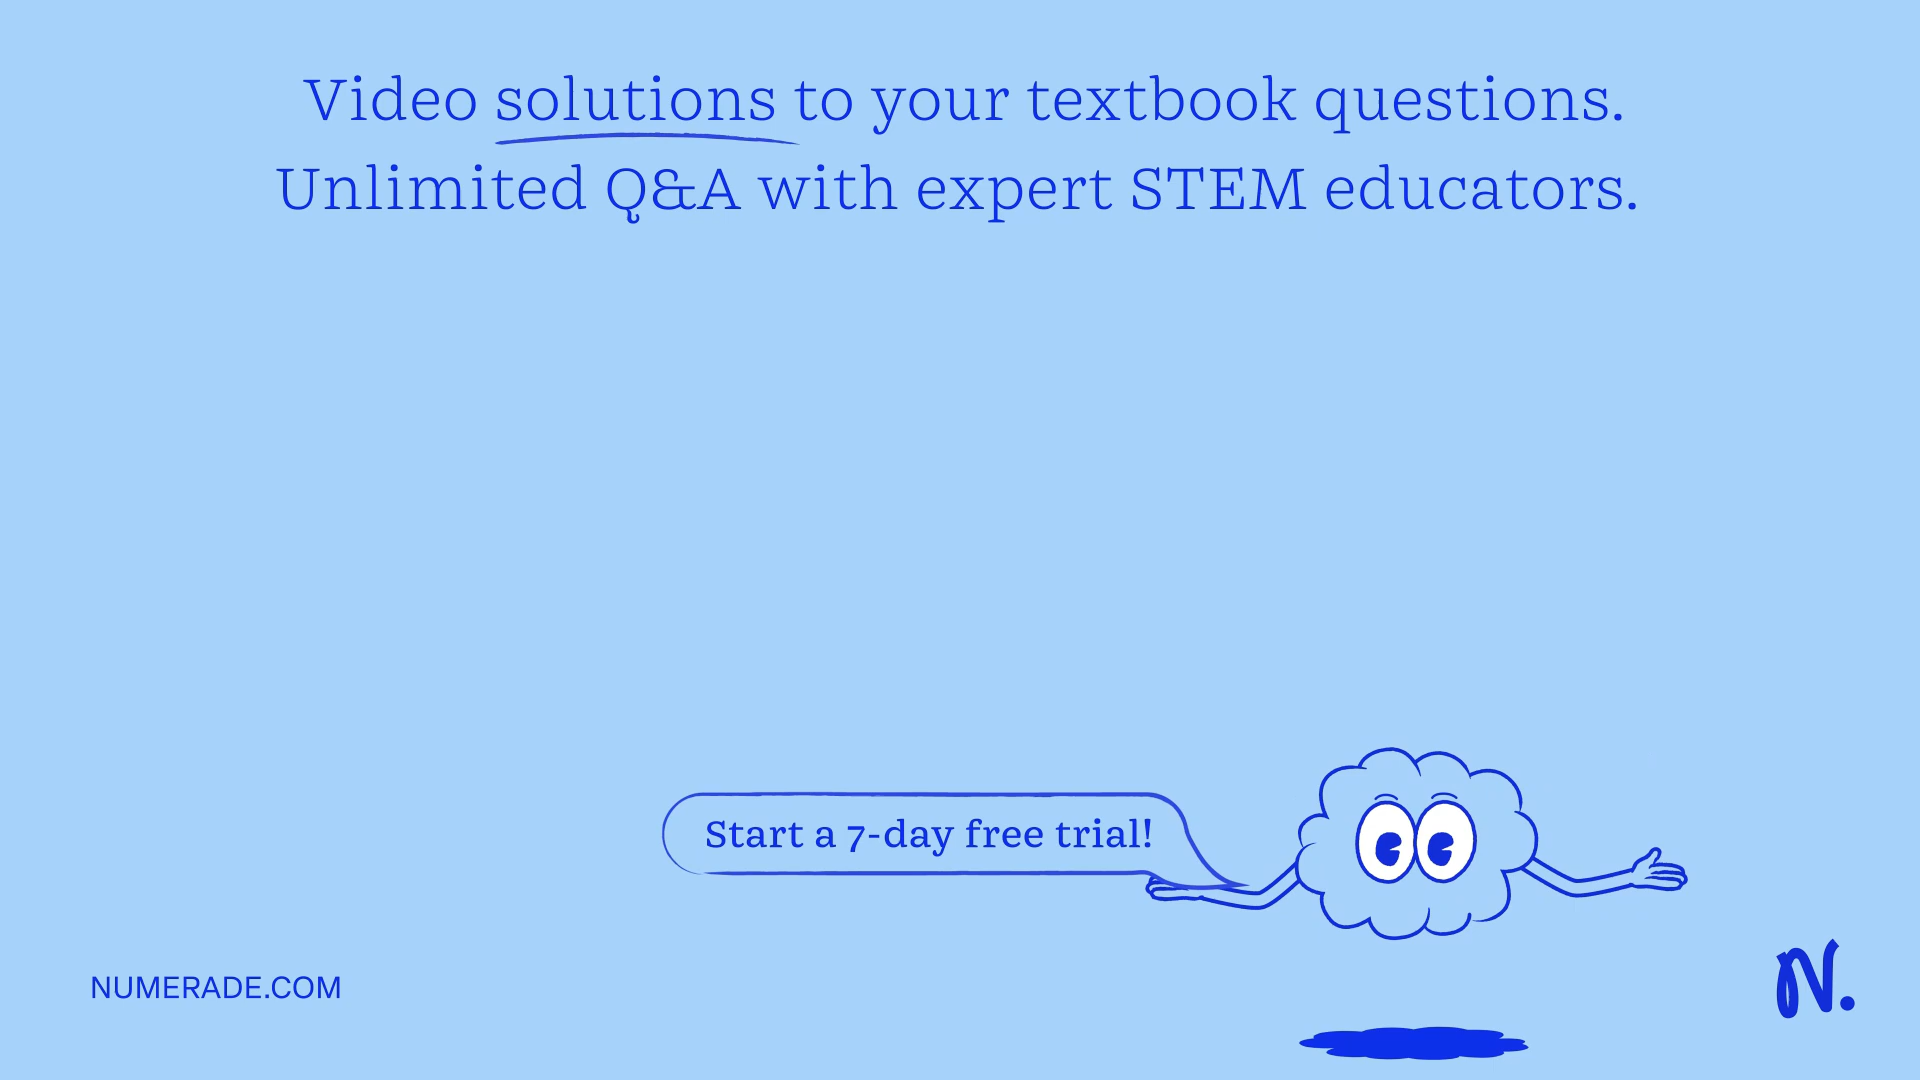 Video solutions to your textbook questions.
Unlimited Q&A with expert STEM educators.
Start a 7-day free trial!
NUMERADE.COM
N.